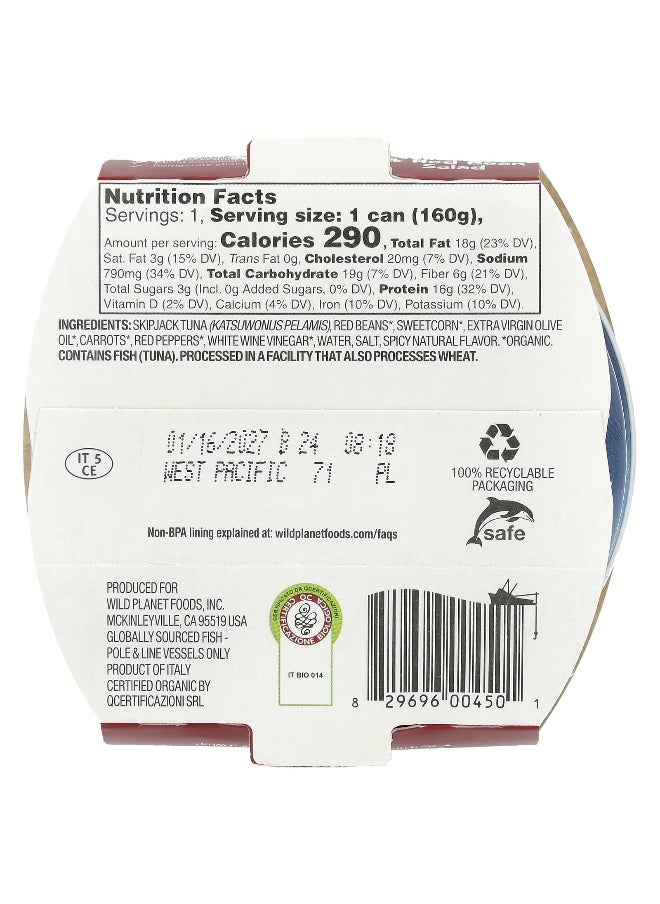 Nutrition Facts
Servings: 1, Serving size: 1 can (160g),
Amount per serving: Calories 290, Total Fat 18g (23% DV),
Sat. Fat 3g (15% DV), Trans Fat 0g, Cholesterol 20mg (7% DV), Sodium
790mg (34% DV), Total Carbohydrate 19g (7% DV), Fiber 6g (21% DV),
Total Sugars 3g (Incl. 0g Added Sugars, 0% DV), Protein 16g (32% DV),
Vitamin D (2% DV), Calcium (4% DV), Iron (10% DV), Potassium (10% DV).
INGREDIENTS: SKIPJACK TUNA (KATSUWONUS PELAMIS), RED BEANS*, SWEETCORN*, EXTRA VIRGIN OLIVE
OIL*, CARROTS*, RED PEPPERS*, WHITE WINE VINEGAR*, WATER, SALT, SPICY NATURAL FLAVOR. *ORGANIC.
CONTAINS FISH (TUNA). PROCESSED IN A FACILITY THAT ALSO PROCESSES WHEAT.
IT 5
CE
01/16/2027 B 24 08:18
WEST PACIFIC 71 PL
100% RECYCLABLE
PACKAGING
safe
Non-BPA lining explained at: wildplanetfoods.com/faqs
PRODUCED FOR
WILD PLANET FOODS, INC.
MCKINLEYVILLE, CA 95519 USA
GLOBALLY SOURCED FISH -
POLE & LINE VESSELS ONLY
PRODUCT OF ITALY
CERTIFIED ORGANIC BY
QCERTIFICAZIONI SRL
CERTIFICATO DA QCERTIFICAZIONI
IT BIO 014
8 29696 00450 1